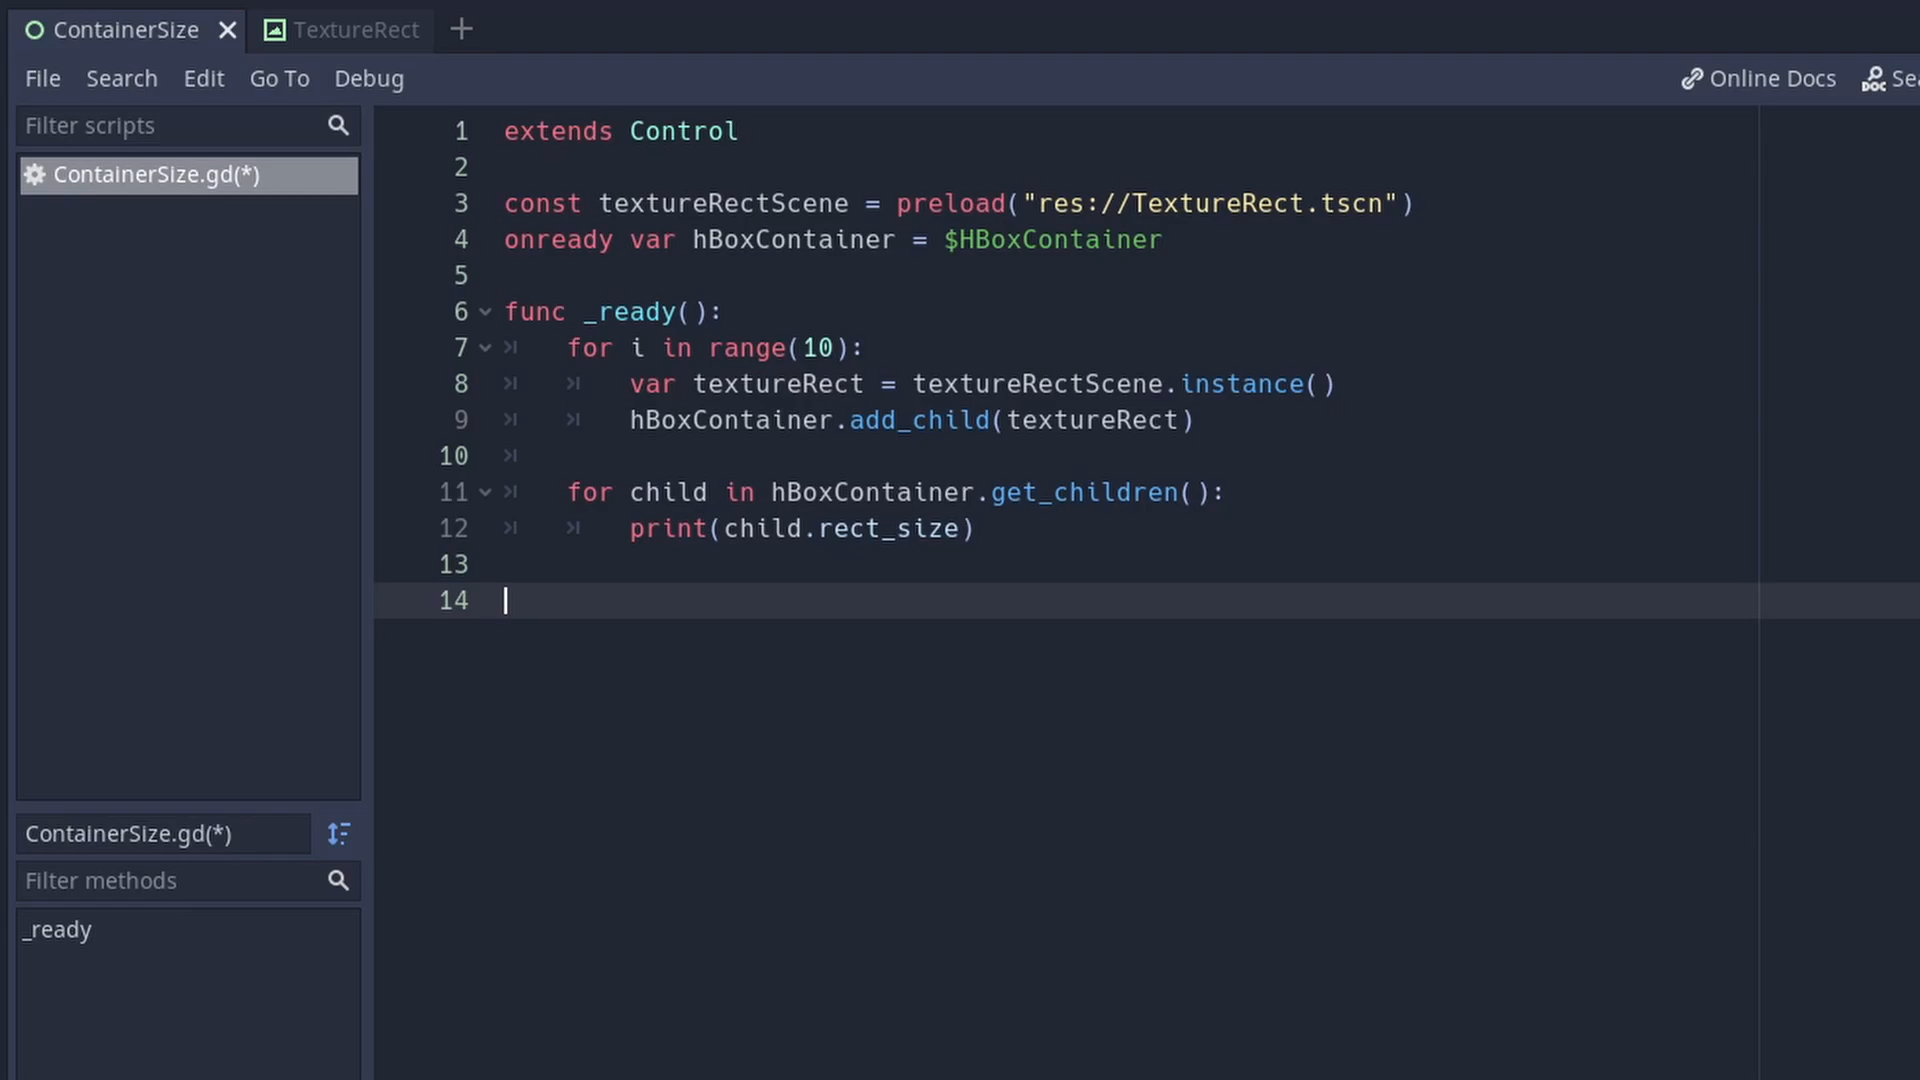 ContainerSize TextureRect
File Search Edit Go To Debug Online Docs Sea
Filter scripts
ContainerSize.gd(*)
ContainerSize.gd(*)
Filter methods
_ready
1 extends Control
2
3 const textureRectScene = preload("res://TextureRect.tscn")
4 onready var hBoxContainer = $HBoxContainer
5
6 func _ready():
7 for i in range(10):
8 var textureRect = textureRectScene.instance()
9 hBoxContainer.add_child(textureRect)
10
11 for child in hBoxContainer.get_children():
12 print(child.rect_size)
13
14